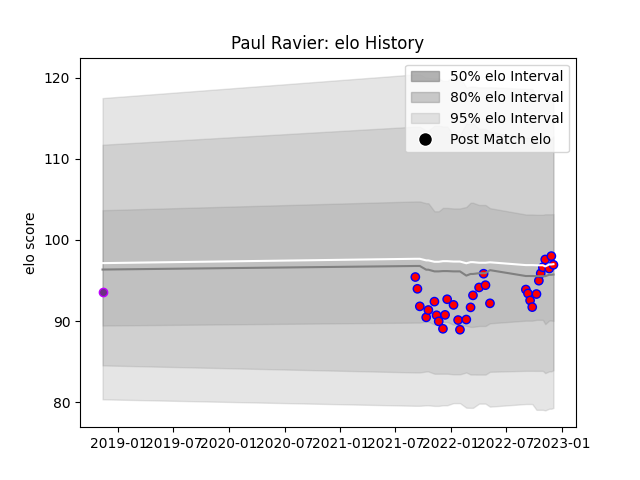 Paul Ravier: elo History
50% elo Interval
80% elo Interval
95% elo Interval
Post Match elo
elo score
120
110
100
90
80
2019-01 2019-07 2020-01 2020-07 2021-01 2021-07 2022-01 2022-07 2023-01